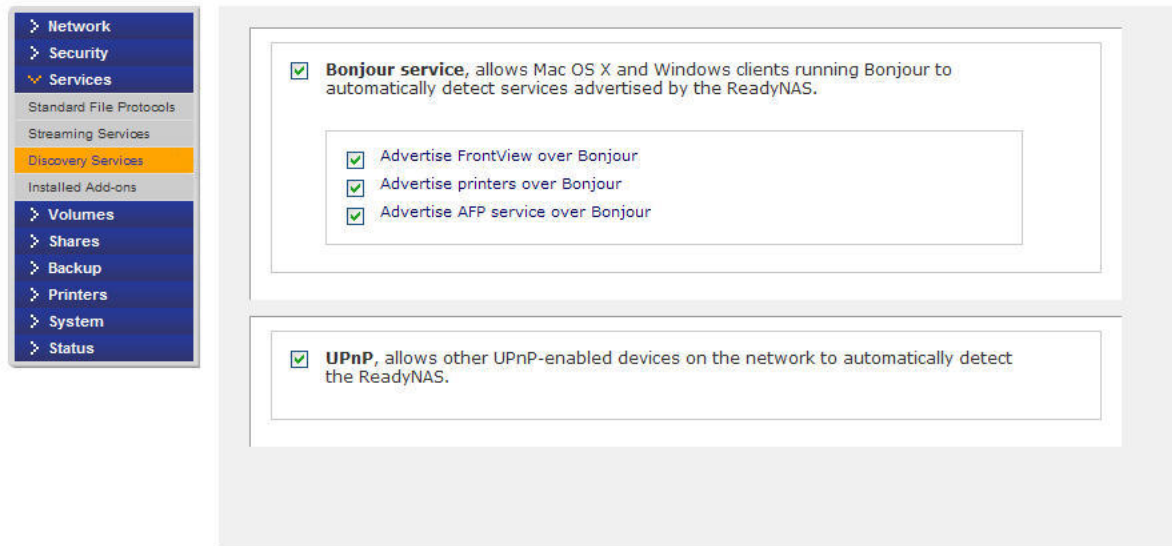 Network
Security
Services
Standard File Protocols
Streaming Services
Discovery Services
Installed Add-ons
Volumes
Shares
Backup
Printers
System
Status
Bonjour service, allows Mac OS X and Windows clients running Bonjour to
automatically detect services advertised by the ReadyNAS.
Advertise FrontView over Bonjour
Advertise printers over Bonjour
Advertise AFP service over Bonjour
UPnP, allows other UPnP-enabled devices on the network to automatically detect
the ReadyNAS.